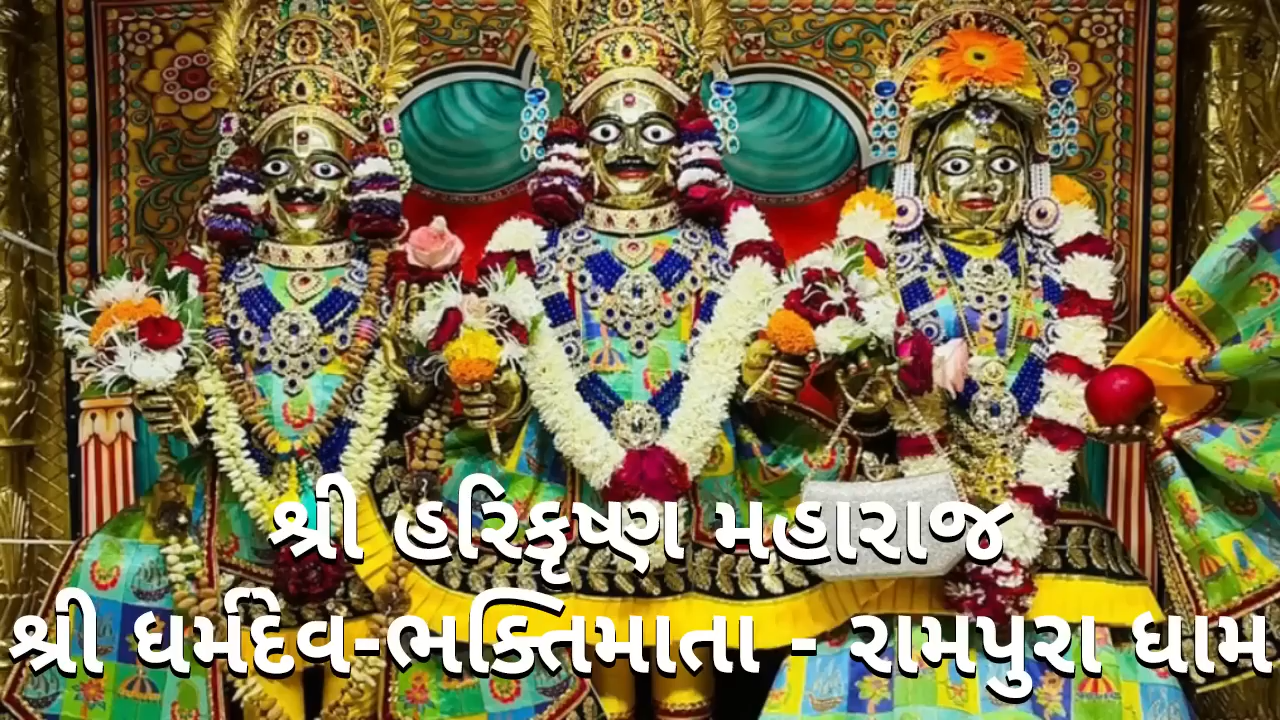 શ્રી હરિકૃષ્ણ મહારાજ
શ્રી ધર્મદેવ-ભક્તિમાતા - રામપુરા ધામ